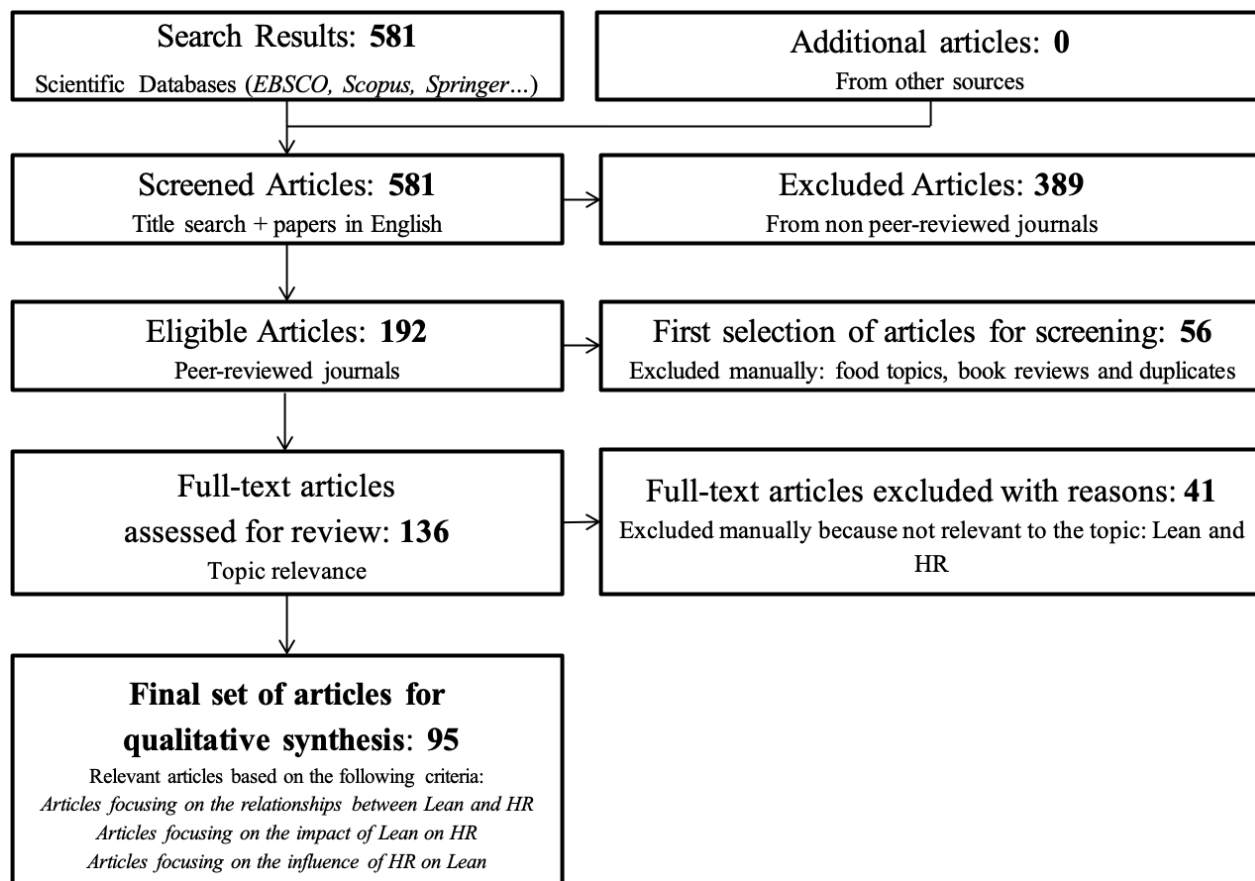 Search Results: 581
Scientific Databases (EBSCO, Scopus, Springer…)
Additional articles: 0
From other sources
Screened Articles: 581
Title search + papers in English
Excluded Articles: 389
From non peer-reviewed journals
Eligible Articles: 192
Peer-reviewed journals
First selection of articles for screening: 56
Excluded manually: food topics, book reviews and duplicates
Full-text articles
assessed for review: 136
Topic relevance
Full-text articles excluded with reasons: 41
Excluded manually because not relevant to the topic: Lean and
HR
Final set of articles for
qualitative synthesis: 95
Relevant articles based on the following criteria:
Articles focusing on the relationships between Lean and HR
Articles focusing on the impact of Lean on HR
Articles focusing on the influence of HR on Lean